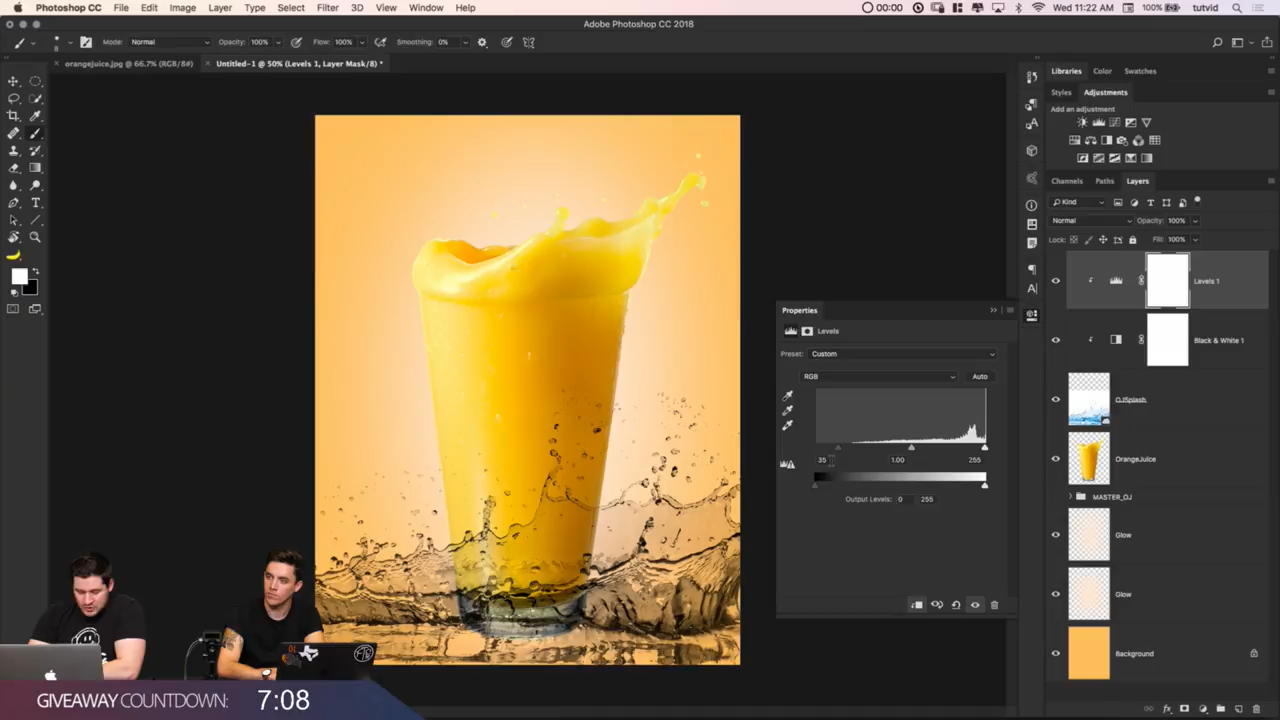 Photoshop CC File Edit Image Layer Type Select Filter 3D View Window Help
00:00 Wed 11:22 AM 100% tutvid
Adobe Photoshop CC 2018
Mode: Normal Opacity: 100% Flow: 100% Smoothing: 0%
orangejuice.jpg @ 66.7% (RGB/8#) Untitled-1 @ 50% (Levels 1, Layer Mask/8) *
Libraries Color Swatches
Styles Adjustments
Add an adjustment
Channels Paths Layers
Kind
Normal Opacity: 100%
Lock: Fill: 100%
Levels 1
Black & White 1
OJSplash
OrangeJuice
MASTER_OJ
Glow
Glow
Background
Properties
Levels
Preset: Custom
RGB Auto
35 1.00 255
Output Levels: 0 255
GIVEAWAY COUNTDOWN: 7:08